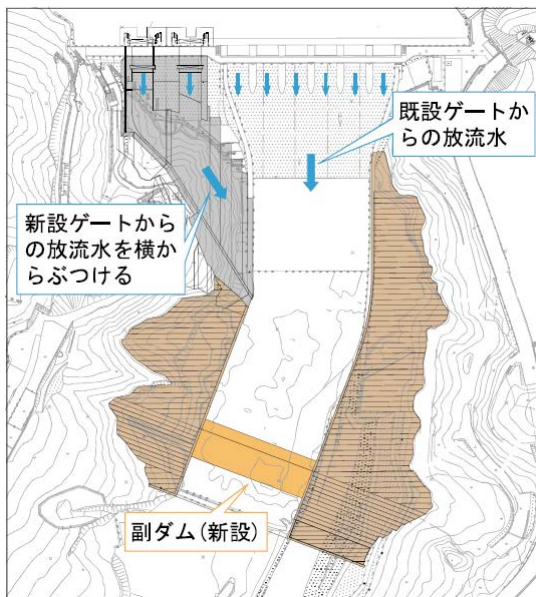 既設ゲートか
らの放流水
新設ゲートから
の放流水を横か
らぶつける
副ダム(新設)